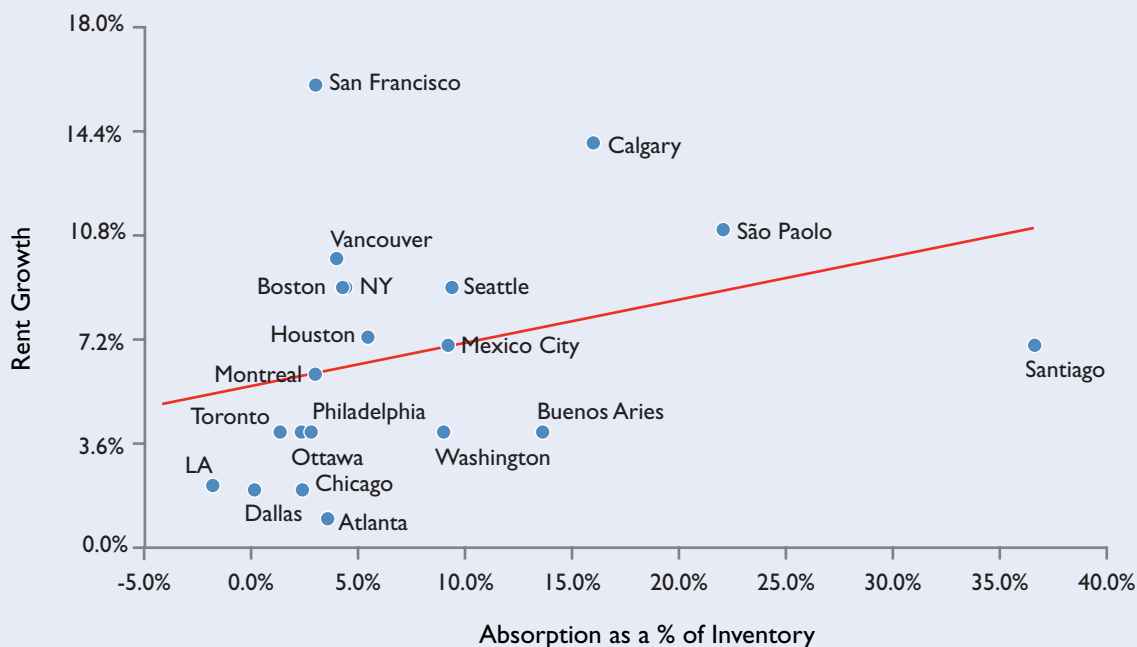 18.0%
San Francisco
14.4%
Calgary
10.8%
São Paolo
Vancouver
Boston
NY
Seattle
Rent Growth
Houston
7.2%
Mexico City
Santiago
Montreal
Toronto
Philadelphia
Buenos Aries
3.6%
Ottawa
Washington
LA
Chicago
Dallas
Atlanta
0.0%
-5.0% 0.0% 5.0% 10.0% 15.0% 20.0% 25.0% 30.0% 35.0% 40.0%
Absorption as a % of Inventory